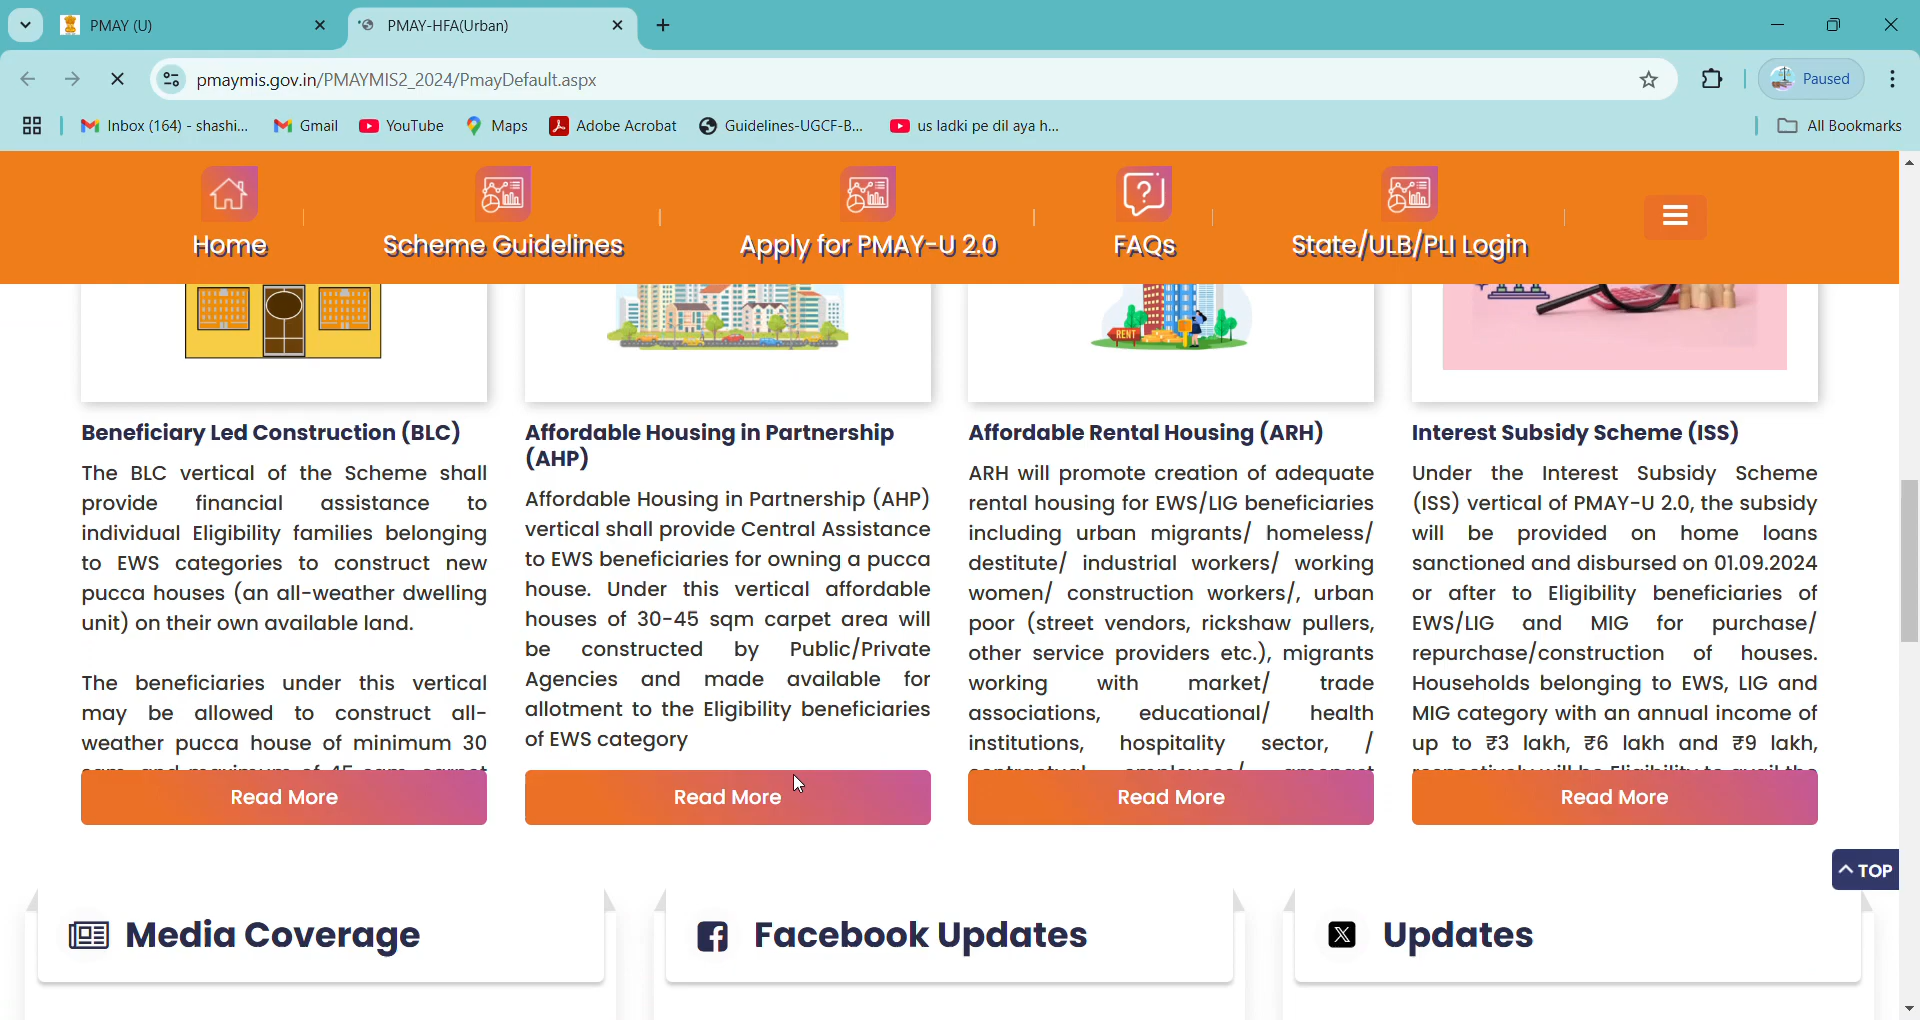 PMAY (U)
PMAY-HFA(Urban)
pmaymis.gov.in/PMAYMIS2_2024/PmayDefault.aspx
Paused
Inbox (164) - shashi...
Gmail
YouTube
Maps
Adobe Acrobat
Guidelines-UGCF-B...
us ladki pe dil aya h...
All Bookmarks
Home
Scheme Guidelines
Apply for PMAY-U 2.0
FAQs
State/ULB/PLI Login
RENT
Beneficiary Led Construction (BLC)
The BLC vertical of the Scheme shall
provide financial assistance to
individual Eligibility families belonging
to EWS categories to construct new
pucca houses (an all-weather dwelling
unit) on their own available land.
The beneficiaries under this vertical
may be allowed to construct all-
weather pucca house of minimum 30
Read More
Affordable Housing in Partnership
(AHP)
Affordable Housing in Partnership (AHP)
vertical shall provide Central Assistance
to EWS beneficiaries for owning a pucca
house. Under this vertical affordable
houses of 30-45 sqm carpet area will
be constructed by Public/Private
Agencies and made available for
allotment to the Eligibility beneficiaries
of EWS category
Read More
Affordable Rental Housing (ARH)
ARH will promote creation of adequate
rental housing for EWS/LIG beneficiaries
including urban migrants/ homeless/
destitute/ industrial workers/ working
women/ construction workers/, urban
poor (street vendors, rickshaw pullers,
other service providers etc.), migrants
working with market/ trade
associations, educational/ health
institutions, hospitality sector, /
Read More
Interest Subsidy Scheme (ISS)
Under the Interest Subsidy Scheme
(ISS) vertical of PMAY-U 2.0, the subsidy
will be provided on home loans
sanctioned and disbursed on 01.09.2024
or after to Eligibility beneficiaries of
EWS/LIG and MIG for purchase/
repurchase/construction of houses.
Households belonging to EWS, LIG and
MIG category with an annual income of
up to ₹3 lakh, ₹6 lakh and ₹9 lakh,
Read More
TOP
Media Coverage
Facebook Updates
Updates